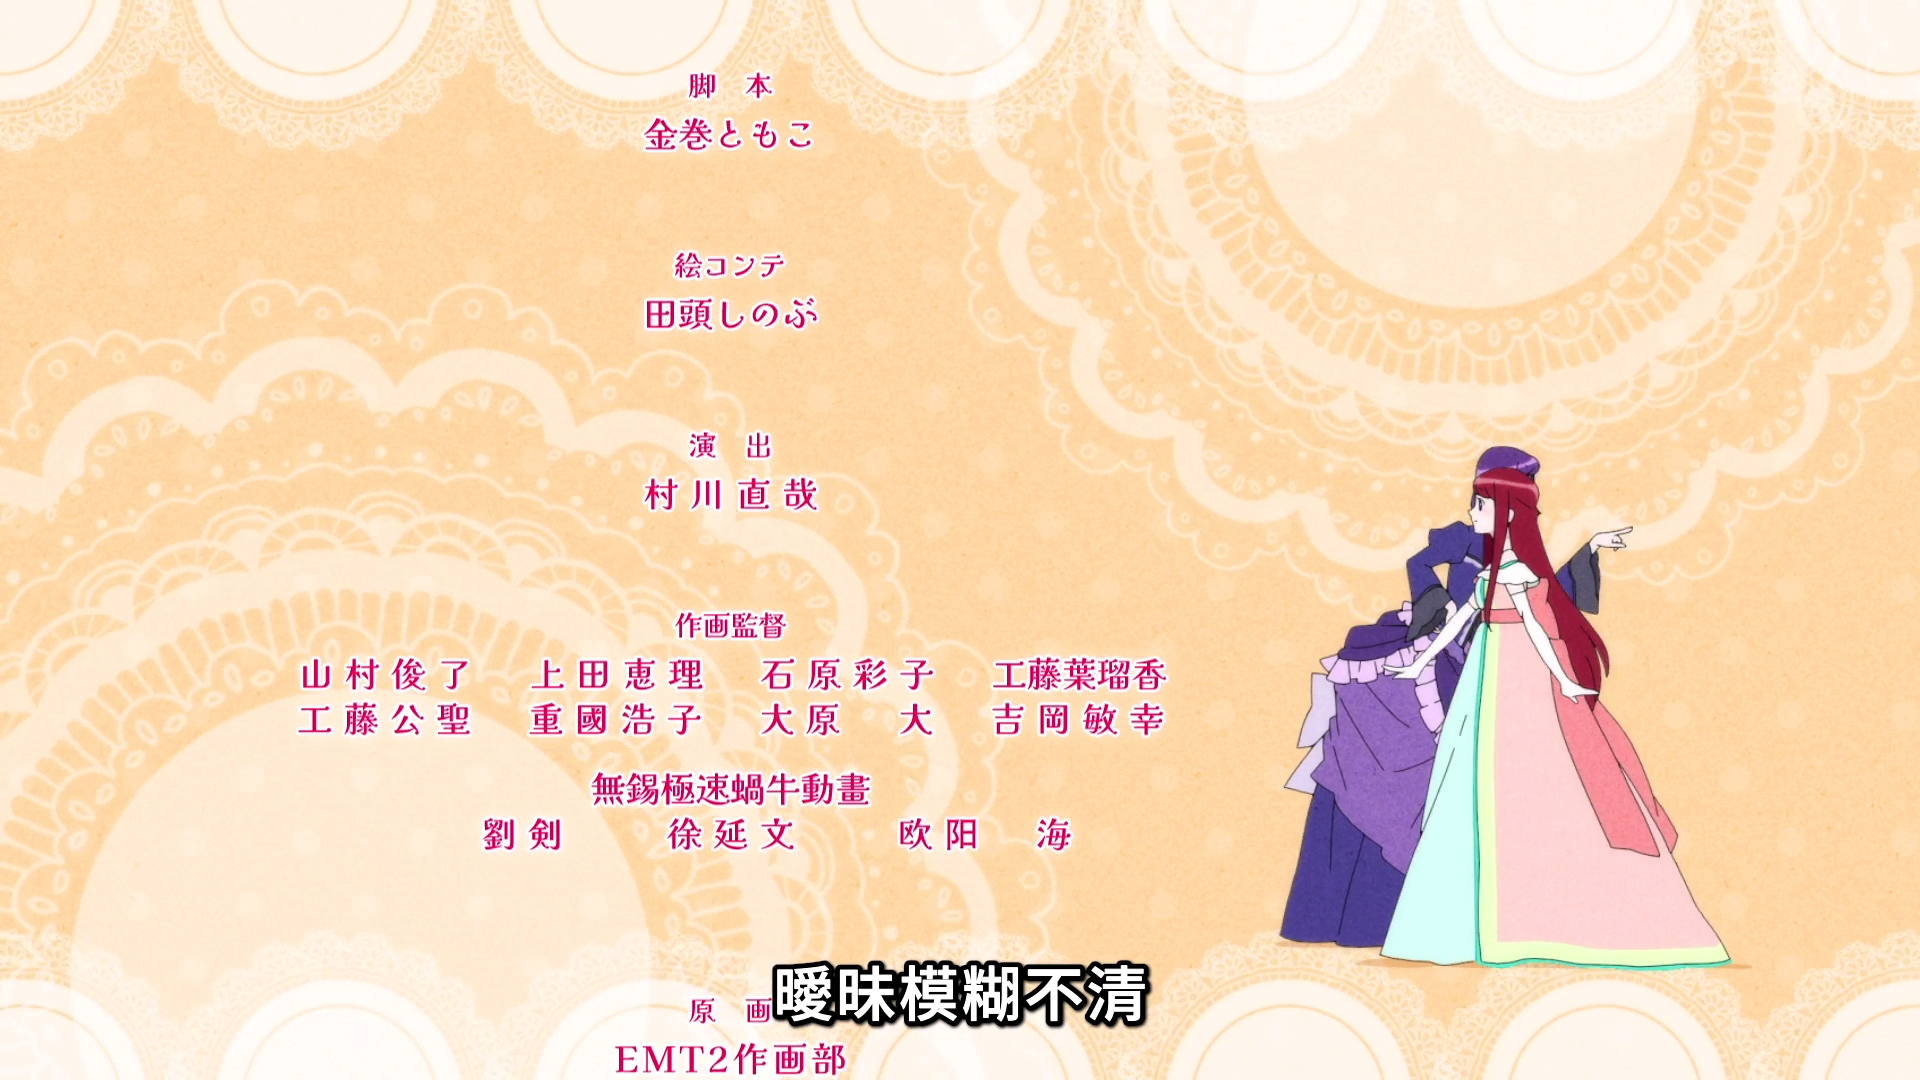 脚 本
金巻ともこ
絵コンテ
田頭しのぶ
演 出
村川直哉
作画監督
山村俊了 上田恵理 石原彩子 工藤葉瑠香
工藤公聖 重國浩子 大原 大 吉岡敏幸
無錫極速蝸牛動畫
劉剣 徐延文 欧阳 海
原 画
曖昧模糊不清
EMT2作画部